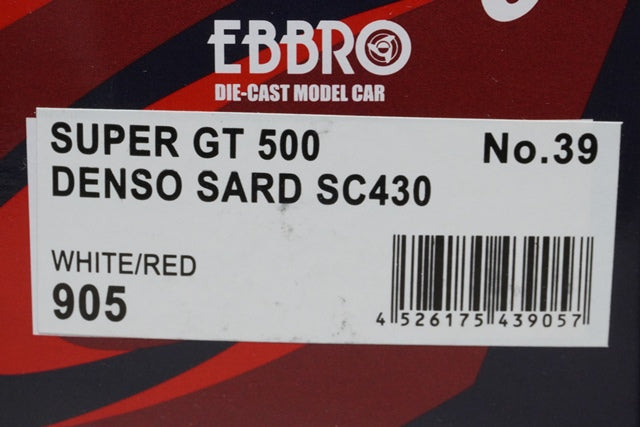 EBBRO
DIE-CAST MODEL CAR
SUPER GT 500 No.39
DENSO SARD SC430
WHITE/RED
905
4 526175 439057